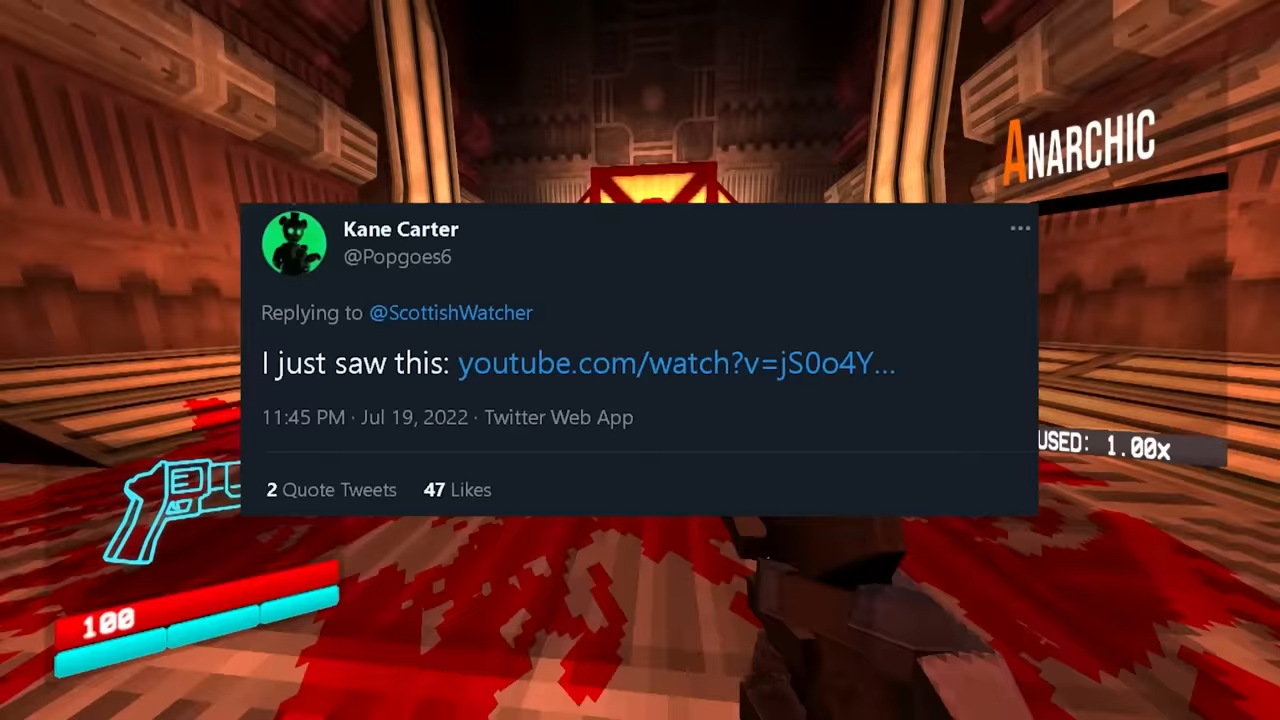 ANARCHIC
Kane Carter
@Popgoes6
Replying to @ScottishWatcher
I just saw this: youtube.com/watch?v=jS0o4Y...
11:45 PM · Jul 19, 2022 · Twitter Web App
USED: 1.00x
2 Quote Tweets 47 Likes
100